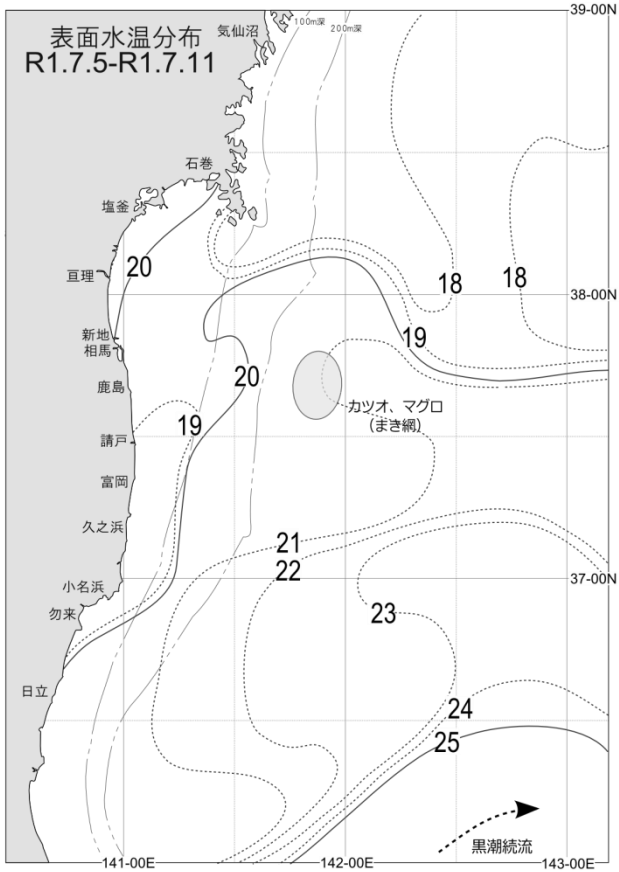 39-00N
表面水温分布
R1.7.5-R1.7.11
気仙沼
100m深
200m深
石巻
塩釜
20
亘理
18
18
38-00N
新地
相馬
19
鹿島
20
カツオ、マグロ
(まき網)
19
請戸
富岡
久之浜
21
22
37-00N
小名浜
勿来
23
日立
24
25
黒潮続流
141-00E
142-00E
143-00E